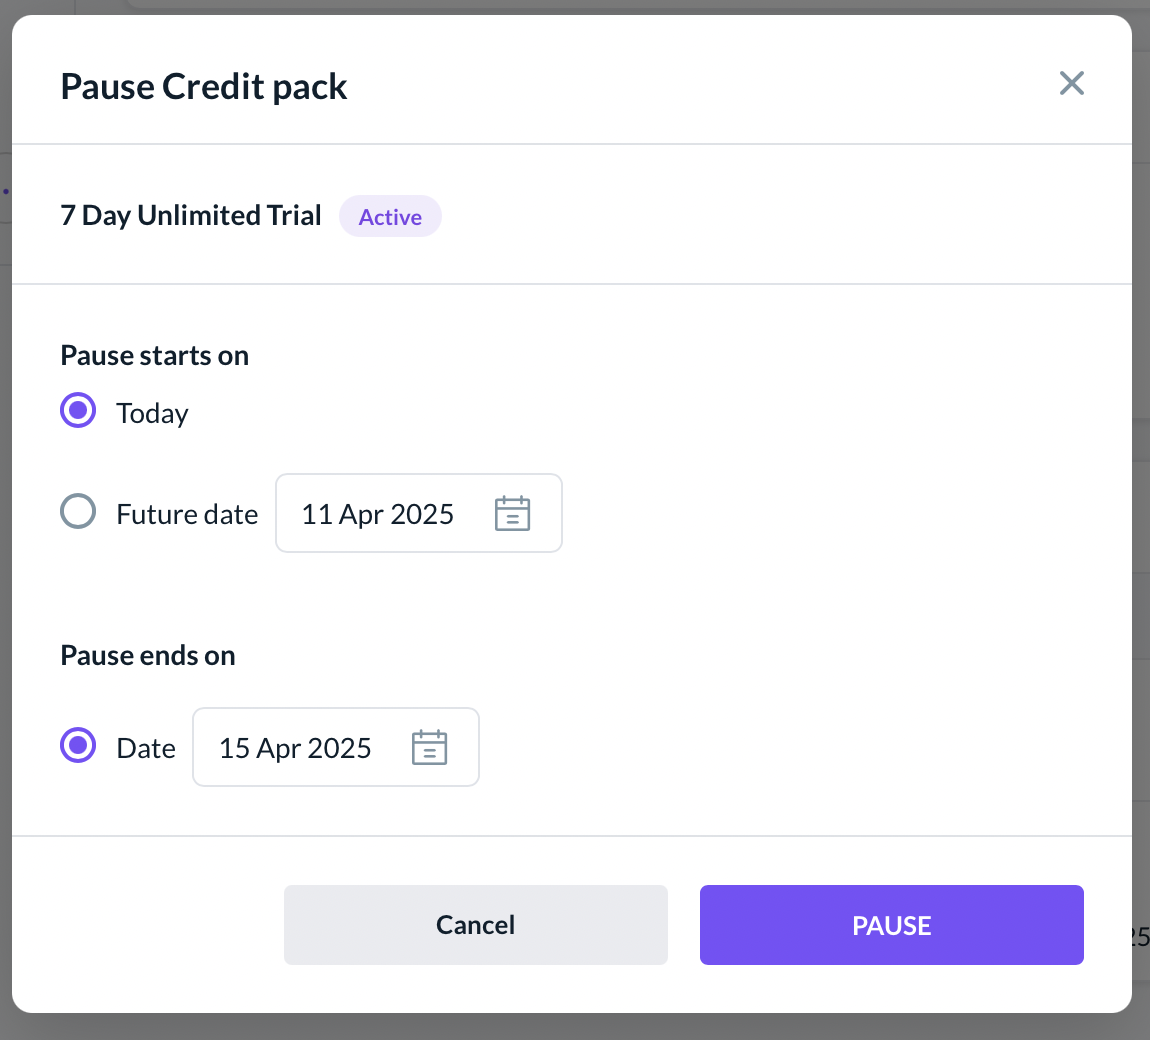 Pause Credit pack
7 Day Unlimited Trial Active
Pause starts on
Today
Future date 11 Apr 2025
Pause ends on
Date 15 Apr 2025
Cancel PAUSE
25